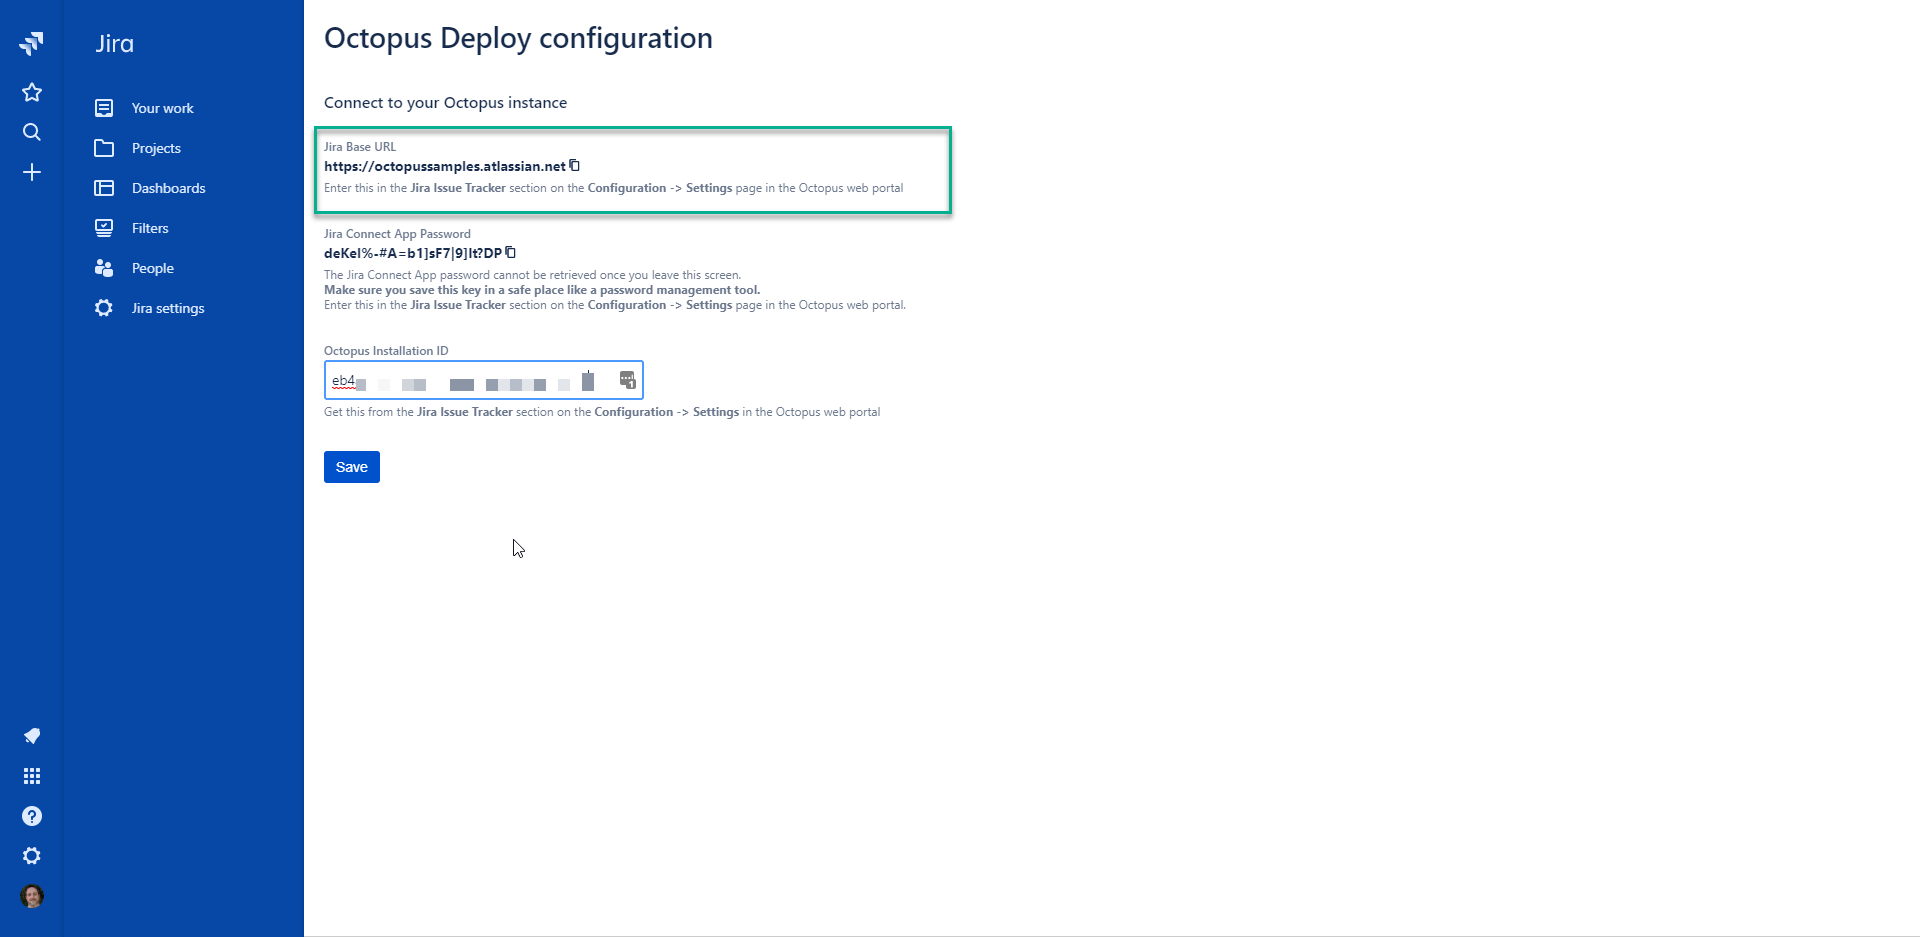 Jira
Your work
Projects
Dashboards
Filters
People
Jira settings
Octopus Deploy configuration
Connect to your Octopus instance
Jira Base URL
https://octopussamples.atlassian.net
Enter this in the Jira Issue Tracker section on the Configuration -> Settings page in the Octopus web portal
Jira Connect App Password
deKel%-#A=b1]sF7|9]It?DP
The Jira Connect App password cannot be retrieved once you leave this screen.
Make sure you save this key in a safe place like a password management tool.
Enter this in the Jira Issue Tracker section on the Configuration -> Settings page in the Octopus web portal.
Octopus Installation ID
eb4
Get this from the Jira Issue Tracker section on the Configuration -> Settings in the Octopus web portal
Save